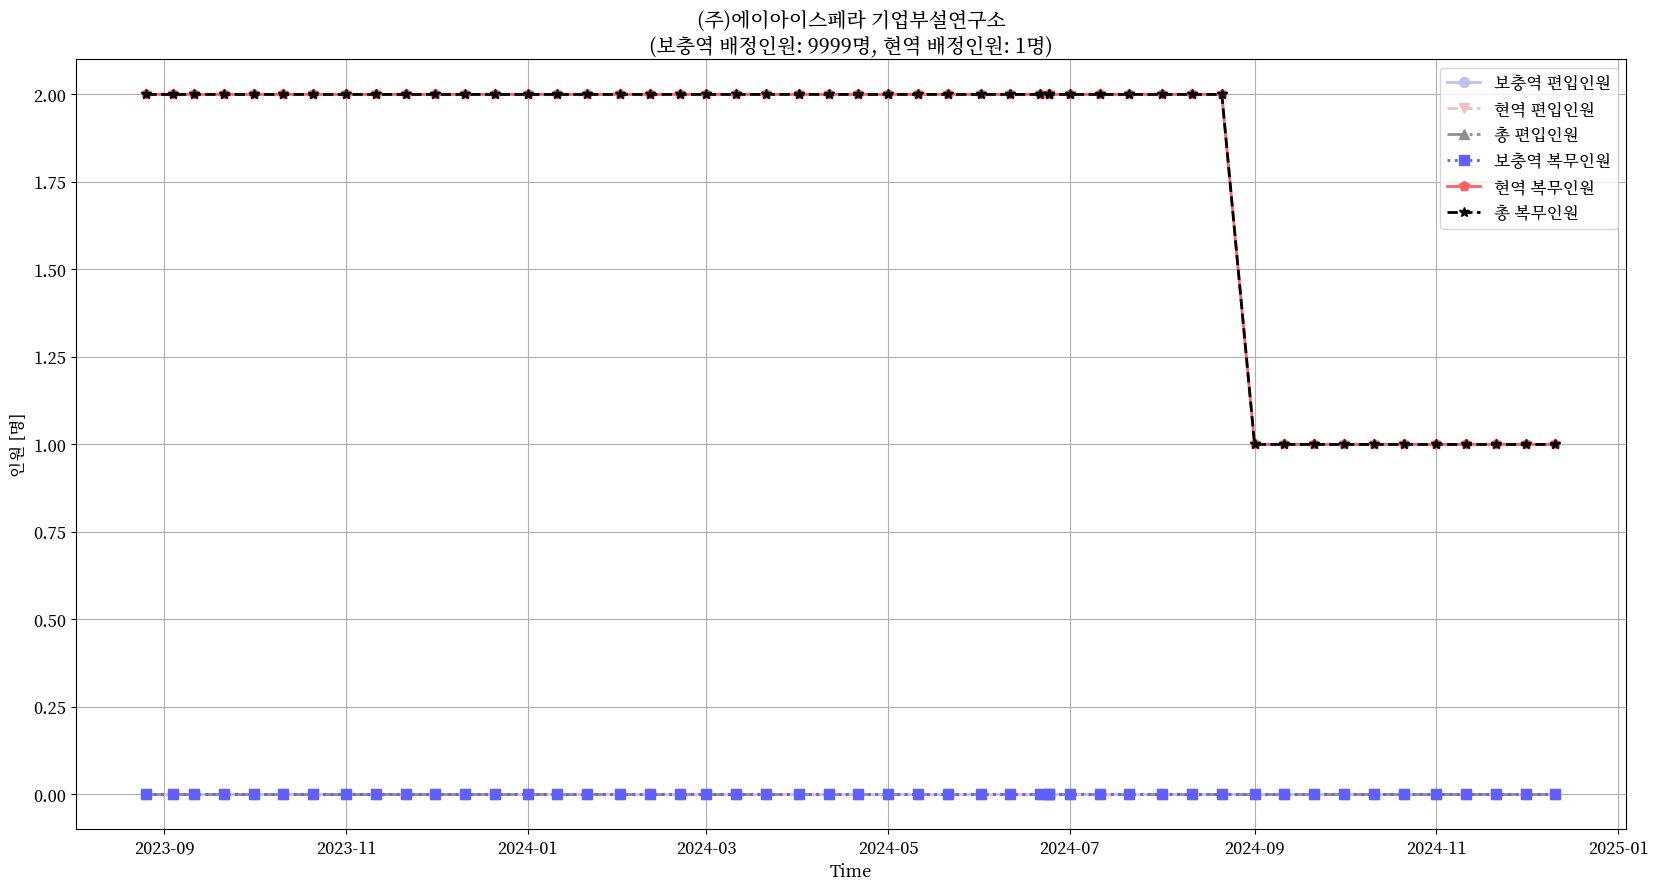 (주)에이아이스페라 기업부설연구소
(보충역 배정인원: 9999명, 현역 배정인원: 1명)
보충역 편입인원
현역 편입인원
총 편입인원
보충역 복무인원
현역 복무인원
총 복무인원
2.00
1.75
1.50
1.25
1.00
0.75
0.50
0.25
0.00
인원 [명]
2023-09
2023-11
2024-01
2024-03
2024-05
2024-07
2024-09
2024-11
2025-01
Time